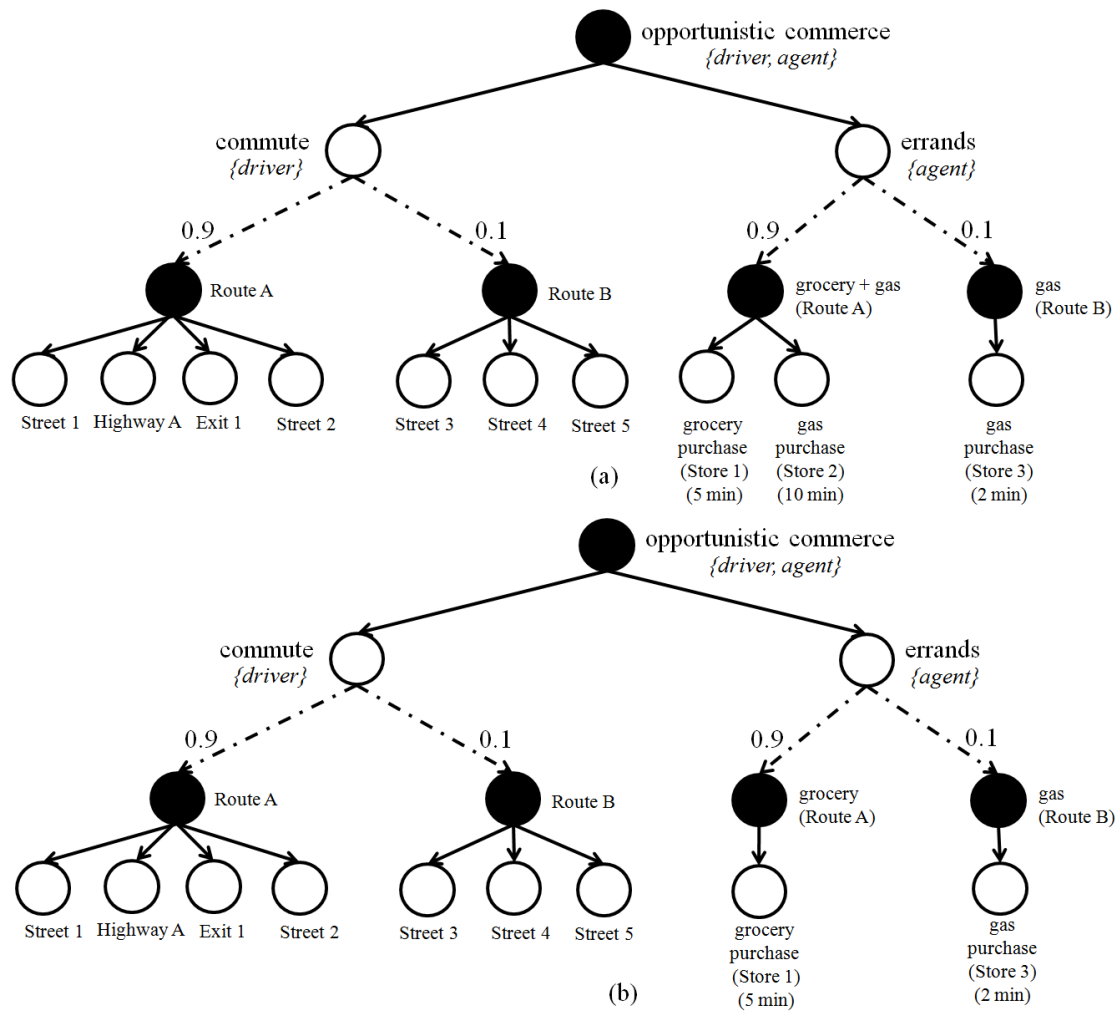 opportunistic commerce
{driver, agent}
commute
{driver}
errands
{agent}
0.9
0.1
0.9
0.1
Route A
Route B
grocery + gas
(Route A)
gas
(Route B)
Street 1
Highway A
Exit 1
Street 2
Street 3
Street 4
Street 5
grocery
purchase
(Store 1)
(5 min)
gas
purchase
(Store 2)
(10 min)
gas
purchase
(Store 3)
(2 min)
(a)
opportunistic commerce
{driver, agent}
commute
{driver}
errands
{agent}
0.9
0.1
0.9
0.1
Route A
Route B
grocery
(Route A)
gas
(Route B)
Street 1
Highway A
Exit 1
Street 2
Street 3
Street 4
Street 5
grocery
purchase
(Store 1)
(5 min)
gas
purchase
(Store 3)
(2 min)
(b)